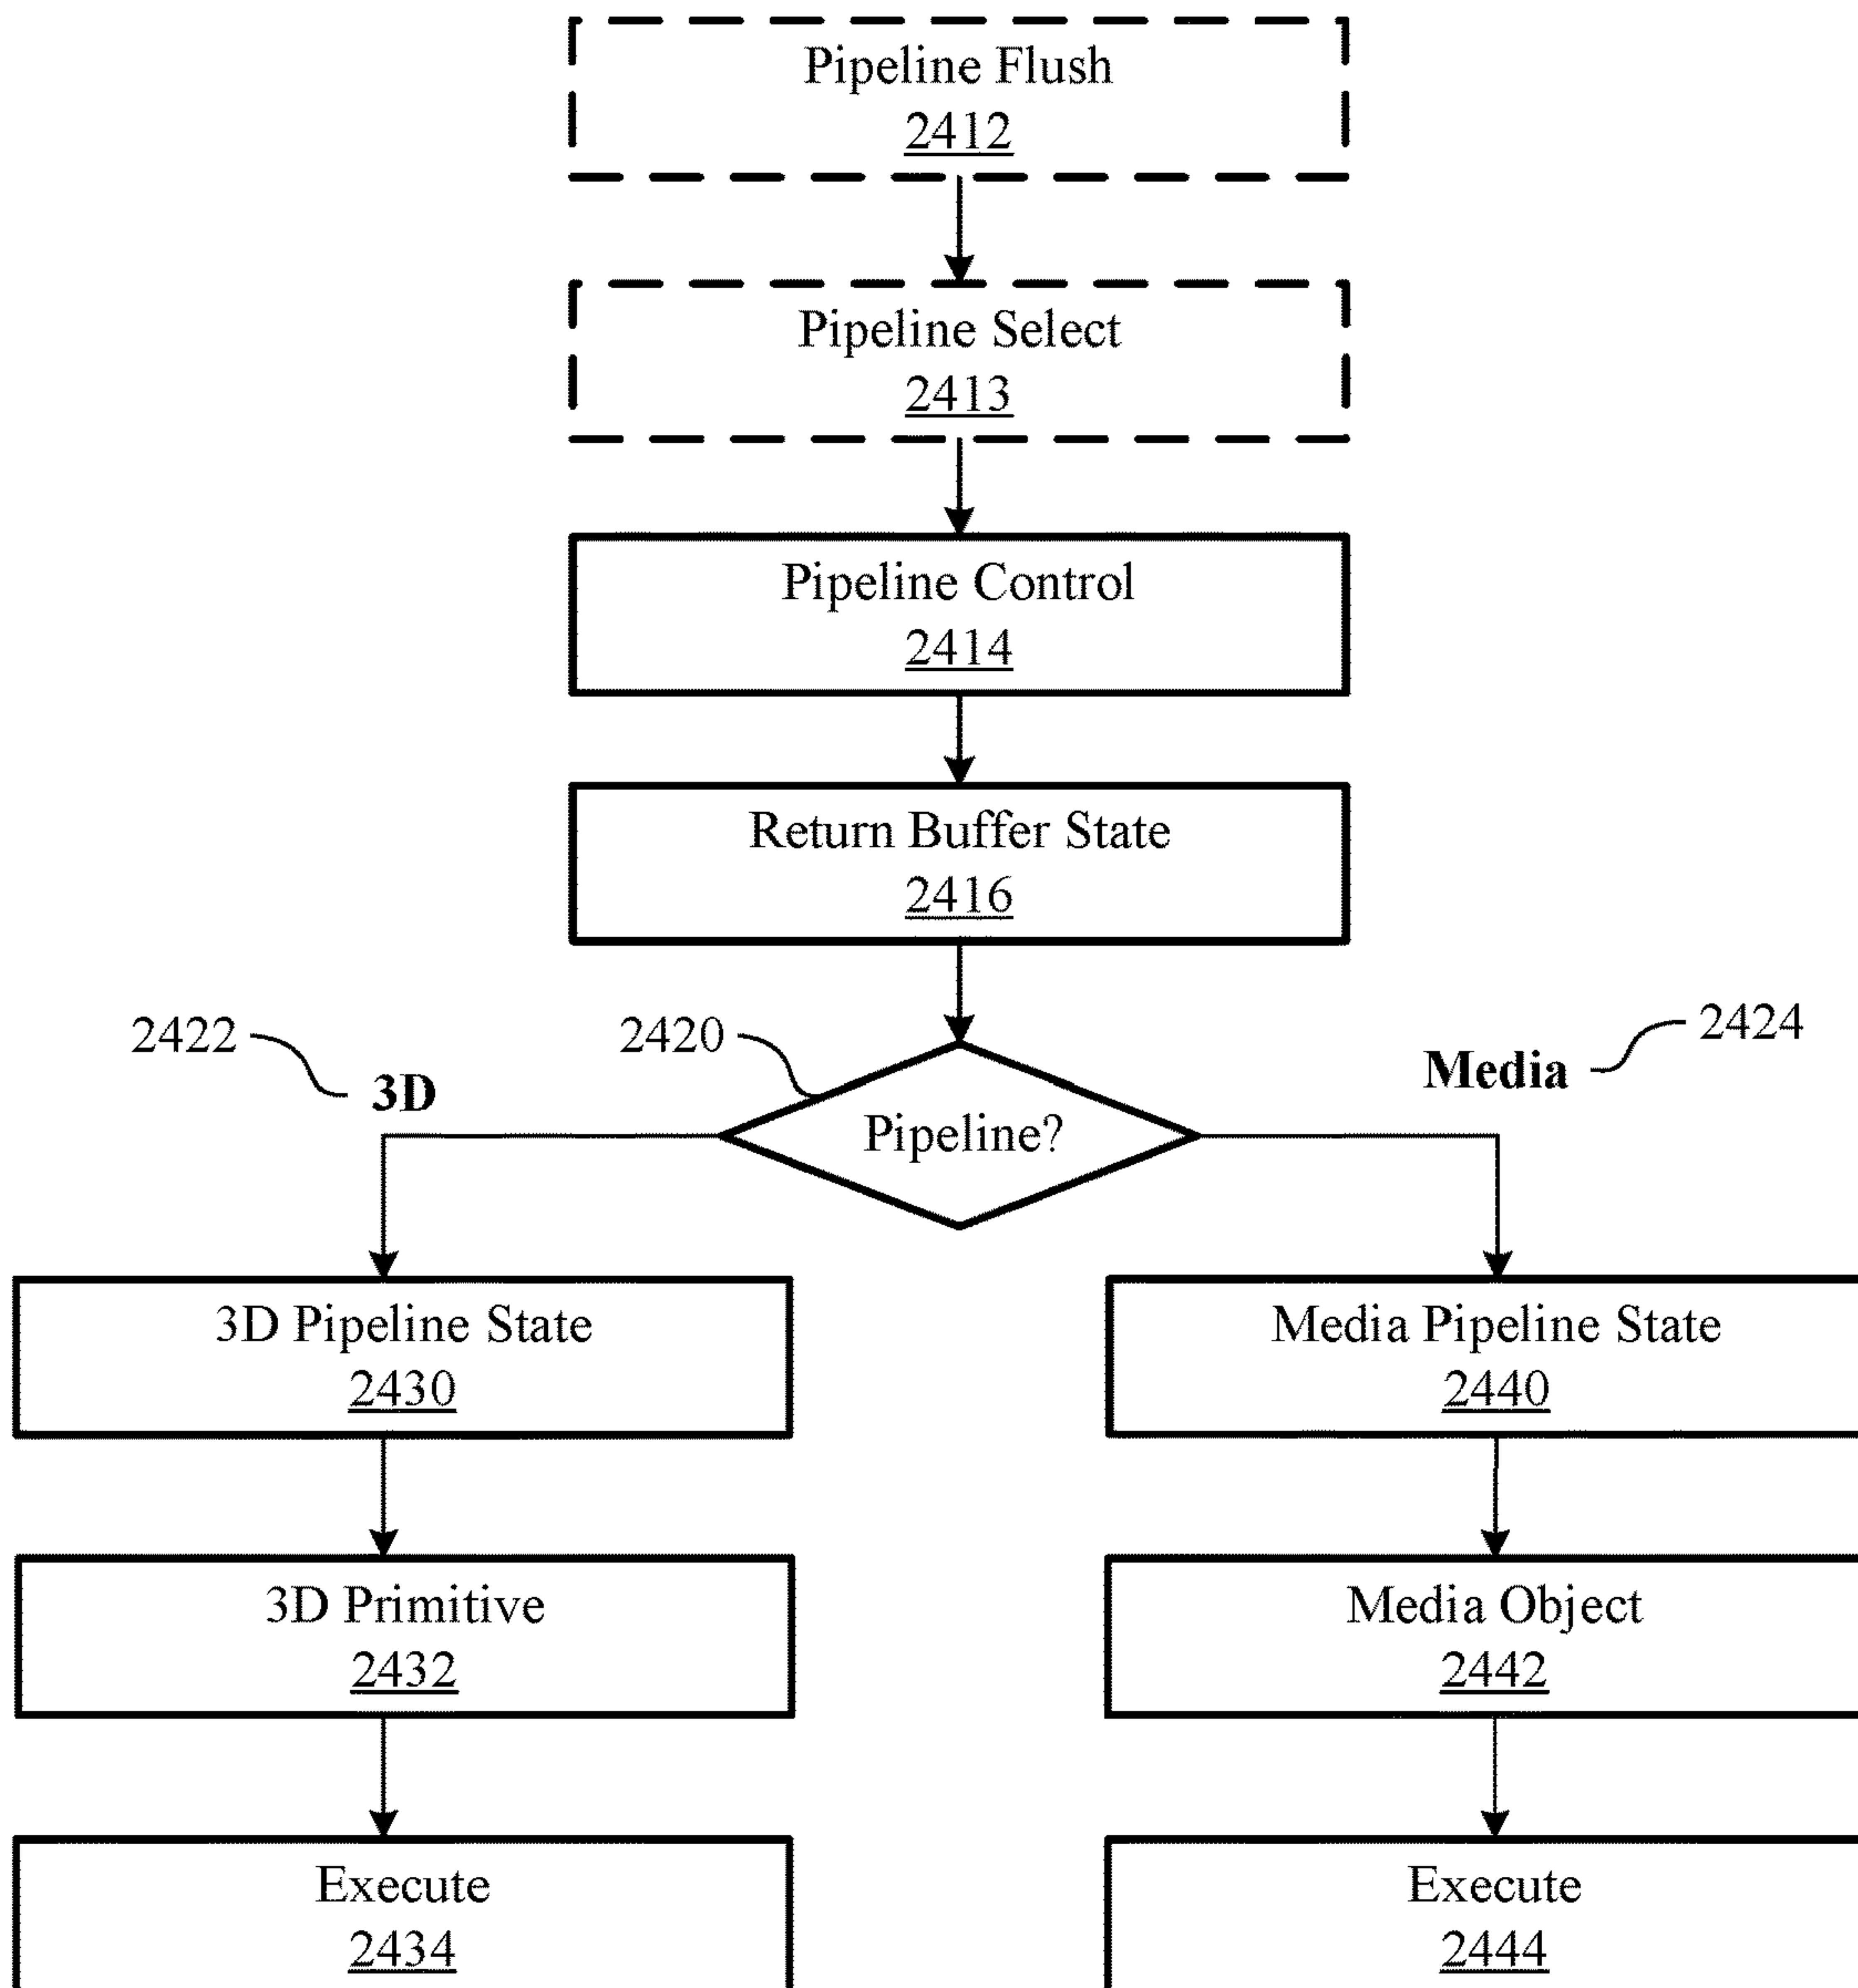 Pipeline Flush
2412
Pipeline Select
2413
Pipeline Control
2414
Return Buffer State
2416
2422
2420
2424
3D
Media
Pipeline?
3D Pipeline State
2430
Media Pipeline State
2440
3D Primitive
2432
Media Object
2442
Execute
2434
Execute
2444